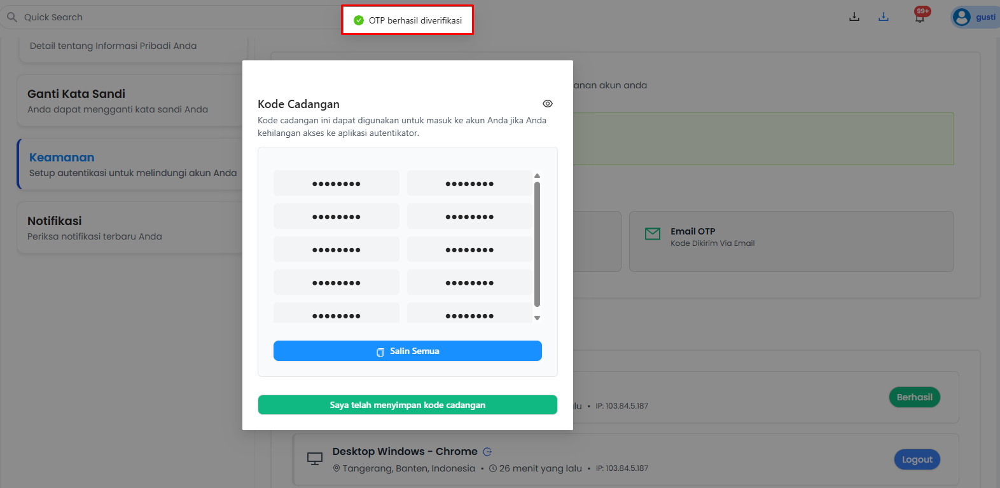 Quick Search
OTP berhasil diverifikasi
99+
gusti
Detail tentang Informasi Pribadi Anda
Ganti Kata Sandi
Anda dapat mengganti kata sandi Anda
Keamanan
Setup autentikasi untuk melindungi akun Anda
Notifikasi
Periksa notifikasi terbaru Anda
anan akun anda
Kode Cadangan
Kode cadangan ini dapat digunakan untuk masuk ke akun Anda jika Anda
kehilangan akses ke aplikasi autentikator.
●●●●●●●● ●●●●●●●●
●●●●●●●● ●●●●●●●●
●●●●●●●● ●●●●●●●●
●●●●●●●● ●●●●●●●●
●●●●●●●● ●●●●●●●●
Salin Semua
Saya telah menyimpan kode cadangan
Email OTP
Kode Dikirim Via Email
lu • IP: 103.84.5.187
Berhasil
Desktop Windows - Chrome
Tangerang, Banten, Indonesia • 26 menit yang lalu • IP: 103.84.5.187
Logout